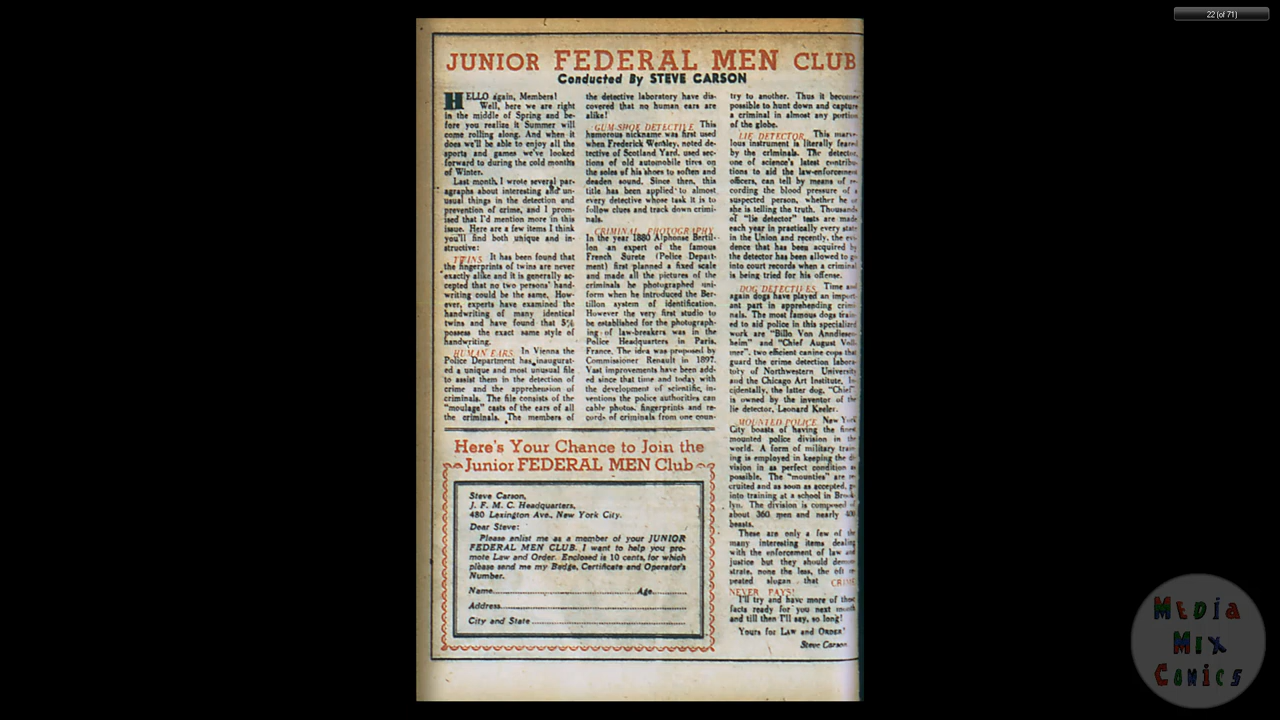 22 (of 71)
JUNIOR FEDERAL MEN CLUB
Conducted By STEVE CARSON
HELLO again, Members!
Well, here we are right
in the middle of Spring and be-
fore you realize it Summer will
come rolling along. And when it
does we'll be able to enjoy all the
sports and games we've looked
forward to during the cold months
of Winter.
Last month, I wrote several par-
agraphs about interesting and un-
usual things in the detection and
prevention of crime, and I prom-
ised that I'd mention more in this
issue. Here are a few items I think
you'll find both unique and in-
structive:
TWINS. It has been found that
the fingerprints of twins are never
exactly alike and it is generally ac-
cepted that no two persons' hand-
writing could be the same. How-
ever, experts have examined the
handwriting of many identical
twins and have found that 5%
possess the exact same style of
handwriting.
HUMAN EARS. In Vienna the
Police Department has inaugurat-
ed a unique and most unusual file
to assist them in the detection of
crime and the apprehension of
criminals. The file consists of the
"moulage" casts of the ears of all
the criminals. The members of
the detective laboratory have dis-
covered that no human ears are
alike!
GUM-SHOE DETECTIVE. This
humorous nickname was first used
when Frederick Wensley, noted de-
tective of Scotland Yard, used sec-
tions of old automobile tires on
the soles of his shoes to soften and
deaden sound. Since then, this
title has been applied to almost
every detective whose task it is to
follow clues and track down crimi-
nals.
CRIMINAL PHOTOGRAPHY
In the year 1880 Alphonse Bertil-
lon an expert of the famous
French Surete (Police Depart-
ment) first planned a fixed scale
and made all the pictures of the
criminals he photographed uni-
form when he introduced the Ber-
tillon system of identification.
However the very first studio to
be established for the photograph-
ing of law-breakers was in the
Police Headquarters in Paris,
France. The idea was proposed by
Commissioner Renault in 1897.
Vast improvements have been add-
ed since that time and today with
the development of scientific in-
ventions the police authorities can
cable photos, fingerprints and re-
cords of criminals from one coun-
try to another. Thus it become
possible to hunt down and capture
a criminal in almost any portion
of the globe.
LIE DETECTOR. This marv-
lous instrument is literally feared
by the criminals. The detector,
one of science's latest contribu-
tions to aid the law-enforcement
officers, can tell by means of re-
cording the blood pressure of a
suspected person, whether he or
she is telling the truth. Thousands
of "lie detector" tests are made
each year in practically every state
in the Union and recently, the evi-
dence that has been acquired by
the detector has been allowed to g
into court records when a criminal
is being tried for his offense.
DOG DETECTIVES. Time and
again dogs have played an import-
ant part in apprehending crimi-
nals. The most famous dogs train-
ed to aid police in this specialized
work are "Billo Von
heim" and "Chief August Voll-
mer", two efficient canine cops that
guard the crime detection labora-
tory of Northwestern University
and the Chicago Art Institute. In-
cidentally, the latter dog, "Chief"
is owned by the inventor of the
lie detector, Leonard Keeler.
MOUNTED POLICE. New York
City boasts of having the finest
mounted police division in the
world. A form of military train-
ing is employed in keeping the di-
vision in as perfect condition as
possible. The "mounties" are re-
cruited and as soon as accepted, go
into training at a school in Brook-
lyn. The division is composed of
about 360 men and nearly 400
beasts.
These are only a few of the
many interesting items dealing
with the enforcement of law and
justice but they should demon-
strate, none the less, the oft re-
peated slogan that CRIME
NEVER PAYS!
I'll try and have more of those
facts ready for you next month
and till then I'll say, so long!
Yours for LAW and ORDER!
Steve Carson.
Here's Your Chance to Join the
Junior FEDERAL MEN Club
Steve Carson,
J. F. M. C. Headquarters,
480 Lexington Ave., New York City.
Dear Steve:
Please enlist me as a member of your JUNIOR
FEDERAL MEN CLUB. I want to help you pro-
mote Law and Order. Enclosed is 10 cents, for which
please send me my Badge, Certificate and Operator's
Number.
Name Age
Address
City and State
MEDIA
MIX
COMICS